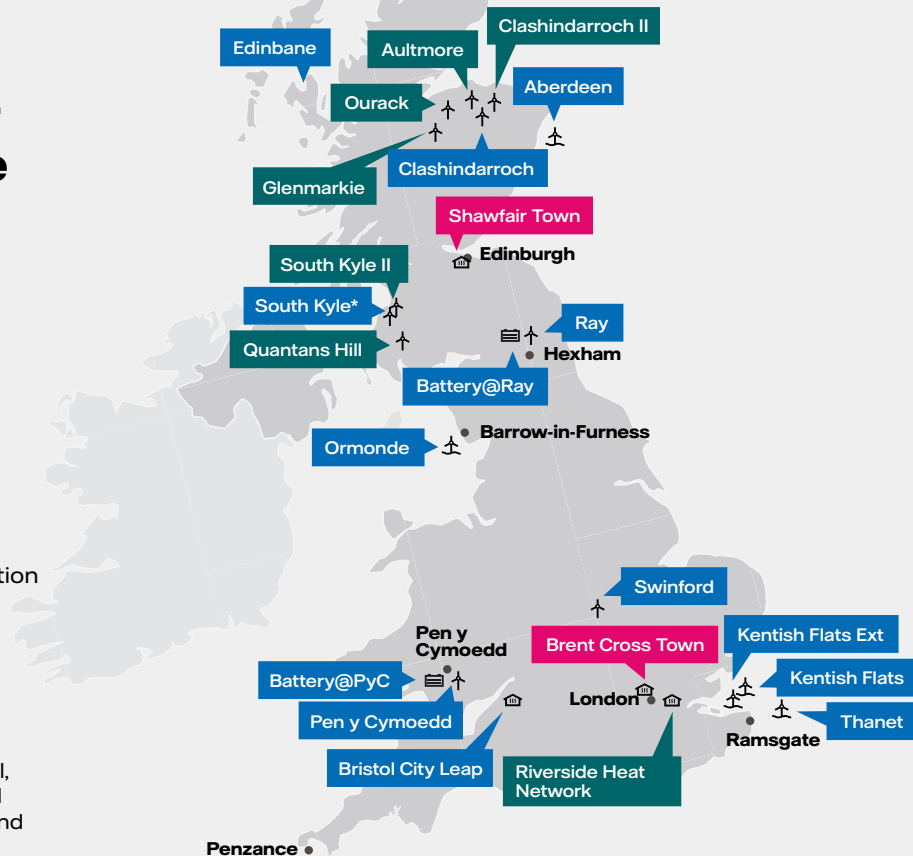 Clashindarroch II
Edinbane
Aultmore
Aberdeen
Ourack
Clashindarroch
Glenmarkie
Shawfair Town
Edinburgh
South Kyle II
South Kyle*
Ray
Quantans Hill
Hexham
Battery@Ray
Barrow-in-Furness
Ormonde
Swinford
Pen y
Cymoedd
Brent Cross Town
Kentish Flats Ext
Battery@PyC
Kentish Flats
London
Pen y Cymoedd
Thanet
Ramsgate
Bristol City Leap
Riverside Heat
Network
Penzance